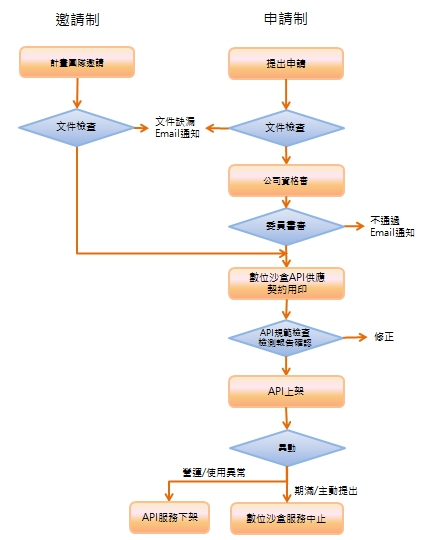 邀請制
申請制
計畫團隊邀請
提出申請
文件檢查
文件缺漏
Email通知
文件檢查
公司資格審
委員書審
不通過
Email通知
數位沙盒API供應
契約用印
API規範檢查
檢測報告確認
修正
API上架
異動
營運/使用異常
期滿/主動提出
API服務下架
數位沙盒服務中止